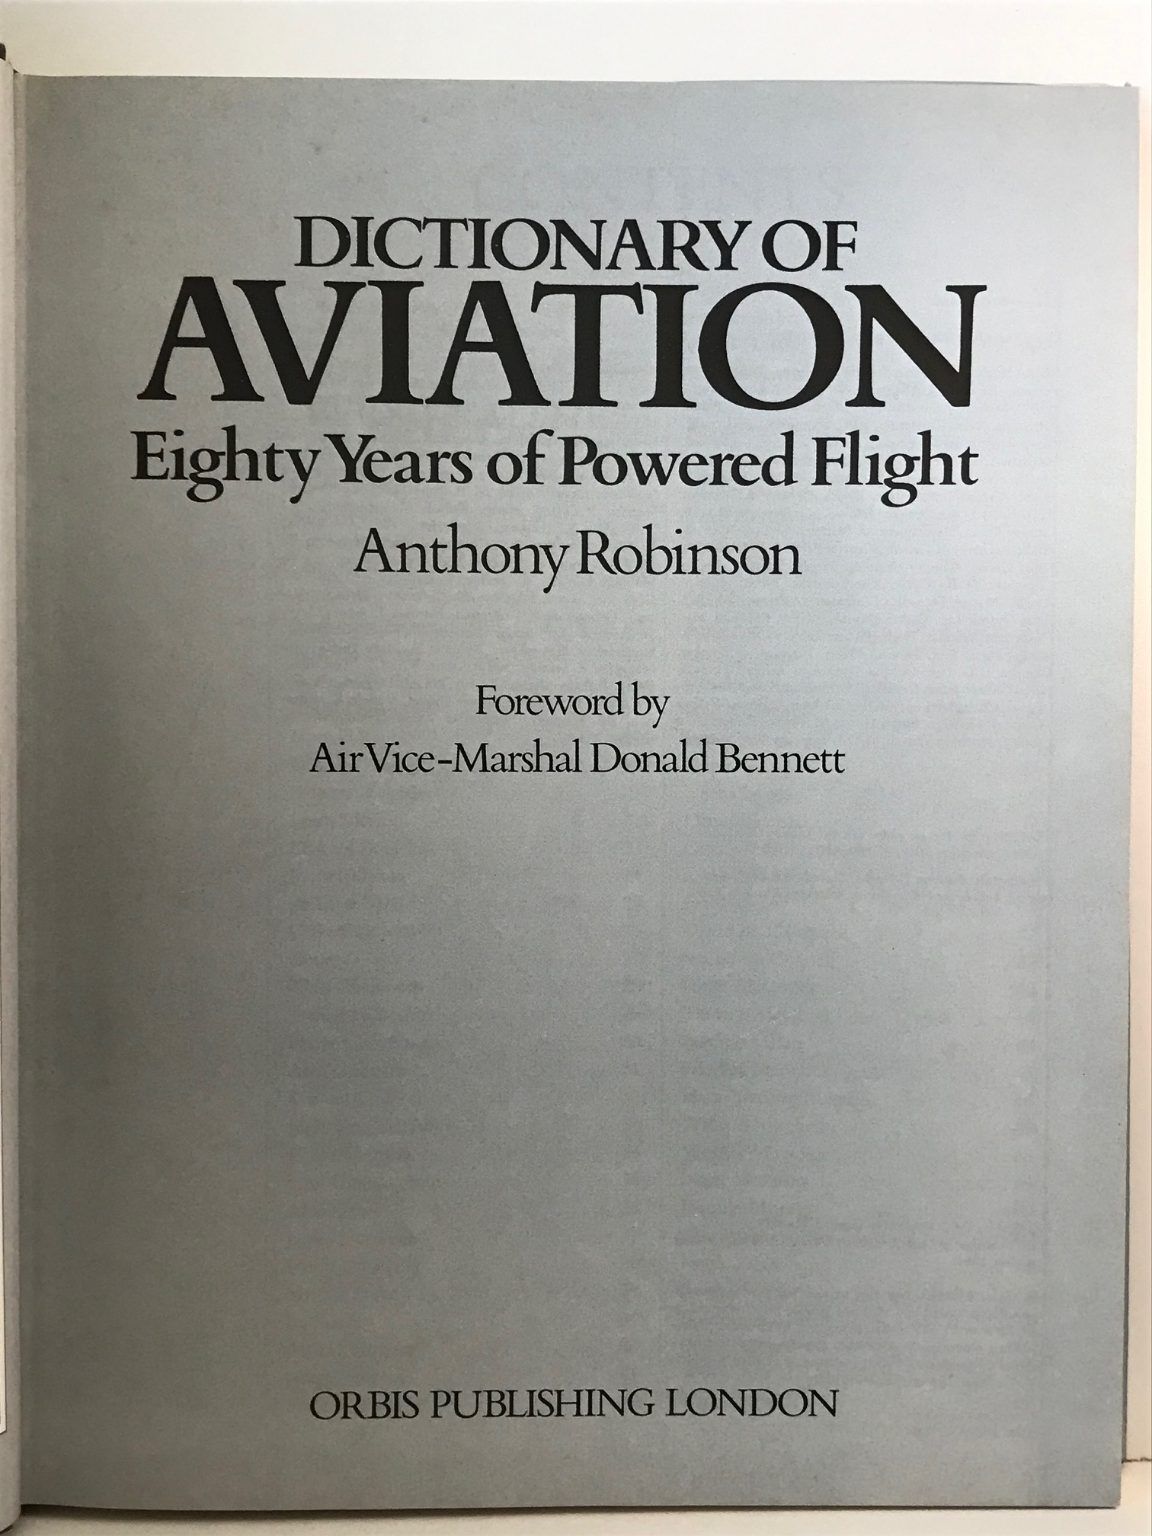 DICTIONARY OF
AVIATION
Eighty Years of Powered Flight
Anthony Robinson
Foreword by
Air Vice-Marshal Donald Bennett
ORBIS PUBLISHING LONDON